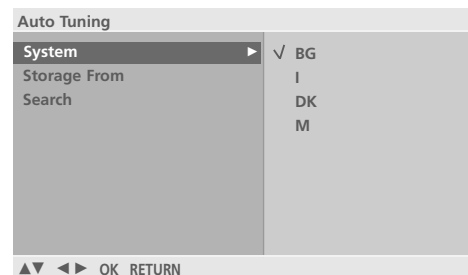 Auto Tuning
System ▶ √ BG
Storage From I
Search DK
M
▲▼ ◀▶ OK RETURN